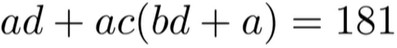 ad + ac(bd + a) = 181